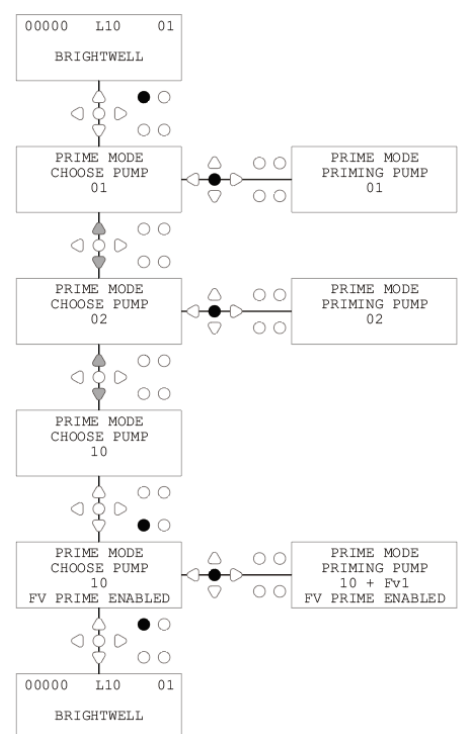 00000 L10 01
BRIGHTWELL
PRIME MODE
CHOOSE PUMP
01
PRIME MODE
PRIMING PUMP
01
PRIME MODE
CHOOSE PUMP
02
PRIME MODE
PRIMING PUMP
02
PRIME MODE
CHOOSE PUMP
10
PRIME MODE
CHOOSE PUMP
10
FV PRIME ENABLED
PRIME MODE
PRIMING PUMP
10 + Fv1
FV PRIME ENABLED
00000 L10 01
BRIGHTWELL